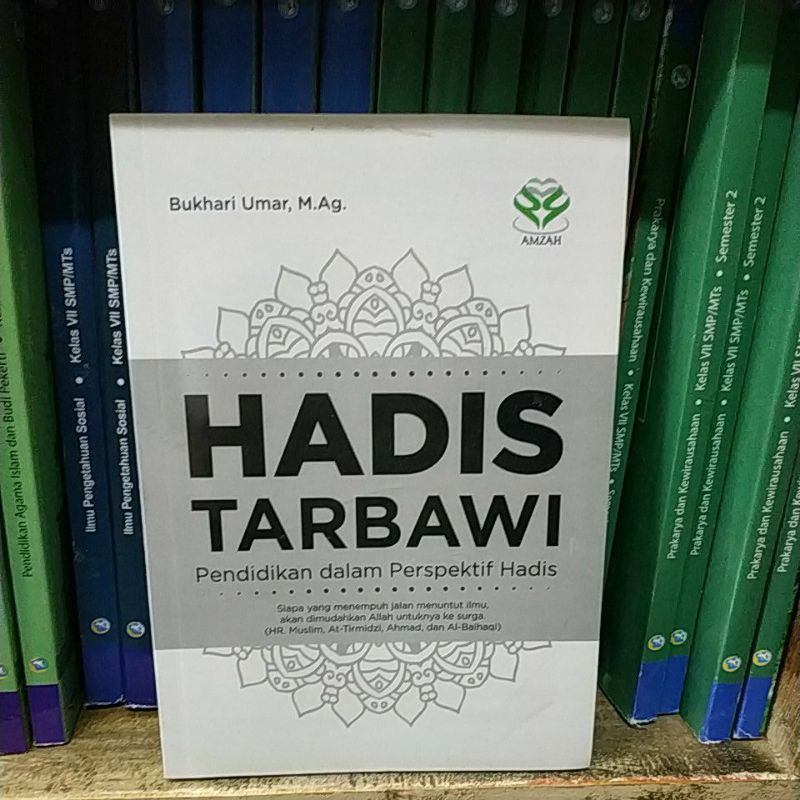 Bukhari Umar, M.Ag.
AMZAH
HADIS
TARBAWI
Pendidikan dalam Perspektif Hadis
Siapa yang menempuh jalan menuntut ilmu,
akan dimudahkan Allah untuknya ke surga.
(HR. Muslim, At-Tirmidzi, Ahmad, dan Al-Baihaqi)
Pendidikan Agama Islam dan Budi Pekerti
Ilmu Pengetahuan Sosial • Kelas VII SMP/MTs
Ilmu Pengetahuan Sosial • Kelas VII SMP/MTs
Prakarya dan Kewirausahaan • Kelas VII SMP/MTs •
Prakarya dan Kewirausahaan • Kelas VII SMP/MTs • Semester 2
Prakarya dan Kewirausahaan • Kelas VII SMP/MTs • Semester 2
Prakarya dan Kewirausahaan
Prakarya dan Kewirausahaan